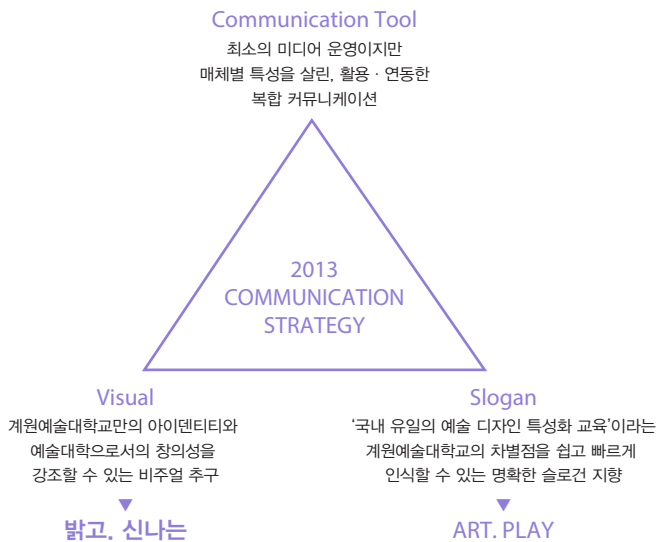 Communication Tool
최소의 미디어 운영이지만
매체별 특성을 살린, 활용 · 연동한
복합 커뮤니케이션
2013
COMMUNICATION
STRATEGY
Visual
계원예술대학교만의 아이덴티티와
예술대학으로서의 창의성을
강조할 수 있는 비주얼 추구
▼
밝고. 신나는
Slogan
‘국내 유일의 예술 디자인 특성화 교육’이라는
계원예술대학교의 차별점을 쉽고 빠르게
인식할 수 있는 명확한 슬로건 지향
▼
ART. PLAY